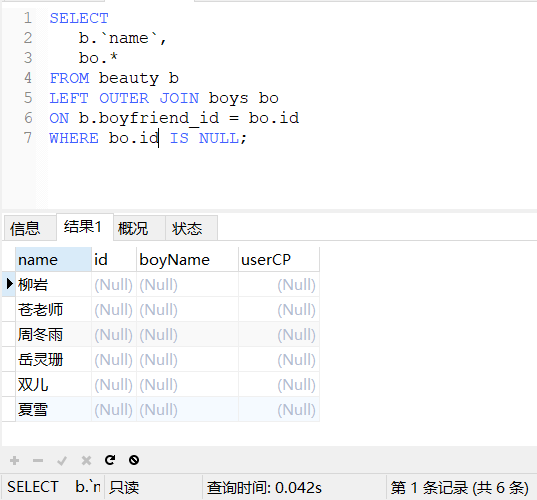 1 SELECT
2 b.`name`,
3 bo.*
4 FROM beauty b
5 LEFT OUTER JOIN boys bo
6 ON b.boyfriend_id = bo.id
7 WHERE bo.id IS NULL;
信息 结果1 概况 状态
name id boyName userCP
柳岩 (Null) (Null) (Null)
苍老师 (Null) (Null) (Null)
周冬雨 (Null) (Null) (Null)
岳灵珊 (Null) (Null) (Null)
双儿 (Null) (Null) (Null)
夏雪 (Null) (Null) (Null)
SELECT b.`n 只读 查询时间: 0.042s 第 1 条记录 (共 6 条)